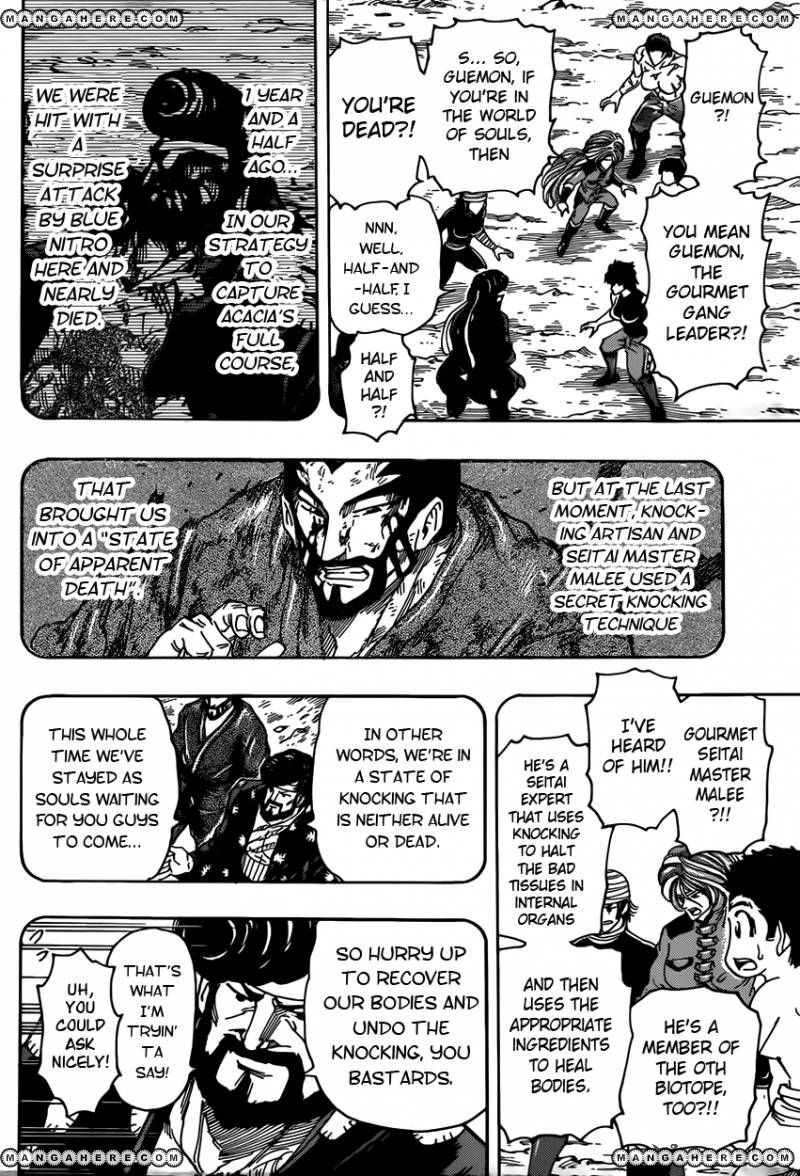 MANGAHERE.COM
MANGAHERE.COM
GUEMON
?!
S... SO,
GUEMON, IF
YOU'RE IN
THE WORLD
OF SOULS,
THEN
YOU'RE
DEAD?!
YOU MEAN
GUEMON,
THE
GOURMET
GANG
LEADER?!
NNN.
WELL,
HALF-AND
-HALF, I
GUESS...
HALF
AND
HALF
?!
1 YEAR
AND A
HALF
AGO...
IN OUR
STRATEGY
TO
CAPTURE
ACACIA'S
FULL
COURSE,
WE WERE
HIT WITH
A
SURPRISE
ATTACK
BY BLUE
NITRO
HERE AND
NEARLY
DIED.
BUT AT THE LAST
MOMENT, KNOCK-
ING ARTISAN AND
SEITAI MASTER
MALEE USED A
SECRET KNOCKING
TECHNIQUE
THAT
BROUGHT US
INTO A "STATE
OF APPARENT
DEATH".
GOURMET
SEITAI
MASTER
MALEE
?!!
I'VE
HEARD
OF HIM!!
HE'S A
SEITAI
EXPERT
THAT USES
KNOCKING
TO HALT
THE BAD
TISSUES IN
INTERNAL
ORGANS
AND THEN
USES THE
APPROPRIATE
INGREDIENTS
TO HEAL
BODIES.
HE'S A
MEMBER OF
THE 0TH
BIOTOPE,
TOO?!!
IN OTHER
WORDS, WE'RE IN
A STATE OF
KNOCKING THAT
IS NEITHER ALIVE
OR DEAD.
THIS WHOLE
TIME WE'VE
STAYED AS
SOULS WAITING
FOR YOU GUYS
TO COME...
SO HURRY UP
TO RECOVER
OUR BODIES AND
UNDO THE
KNOCKING, YOU
BASTARDS.
THAT'S
WHAT
I'M
TRYIN'
TA
SAY!
UH,
YOU
COULD
ASK
NICELY!
MANGAHERE.COM
MANGAHERE.COM